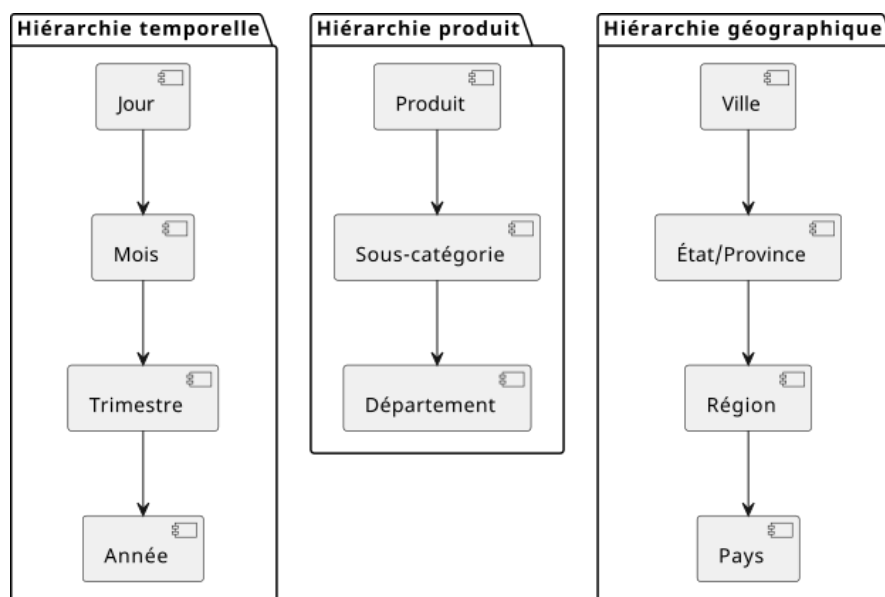 Hiérarchie temporelle
Jour
Mois
Trimestre
Année
Hiérarchie produit
Produit
Sous-catégorie
Département
Hiérarchie géographique
Ville
État/Province
Région
Pays